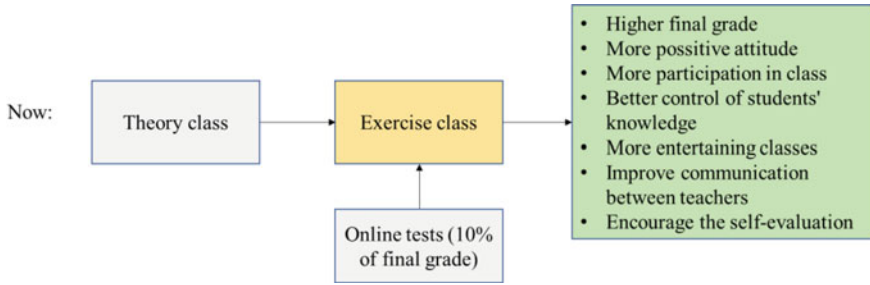 Now:
Theory class
Exercise class
Online tests (10%
of final grade)
• Higher final grade
• More possitive attitude
• More participation in class
• Better control of students'
knowledge
• More entertaining classes
• Improve communication
between teachers
• Encourage the self-evaluation